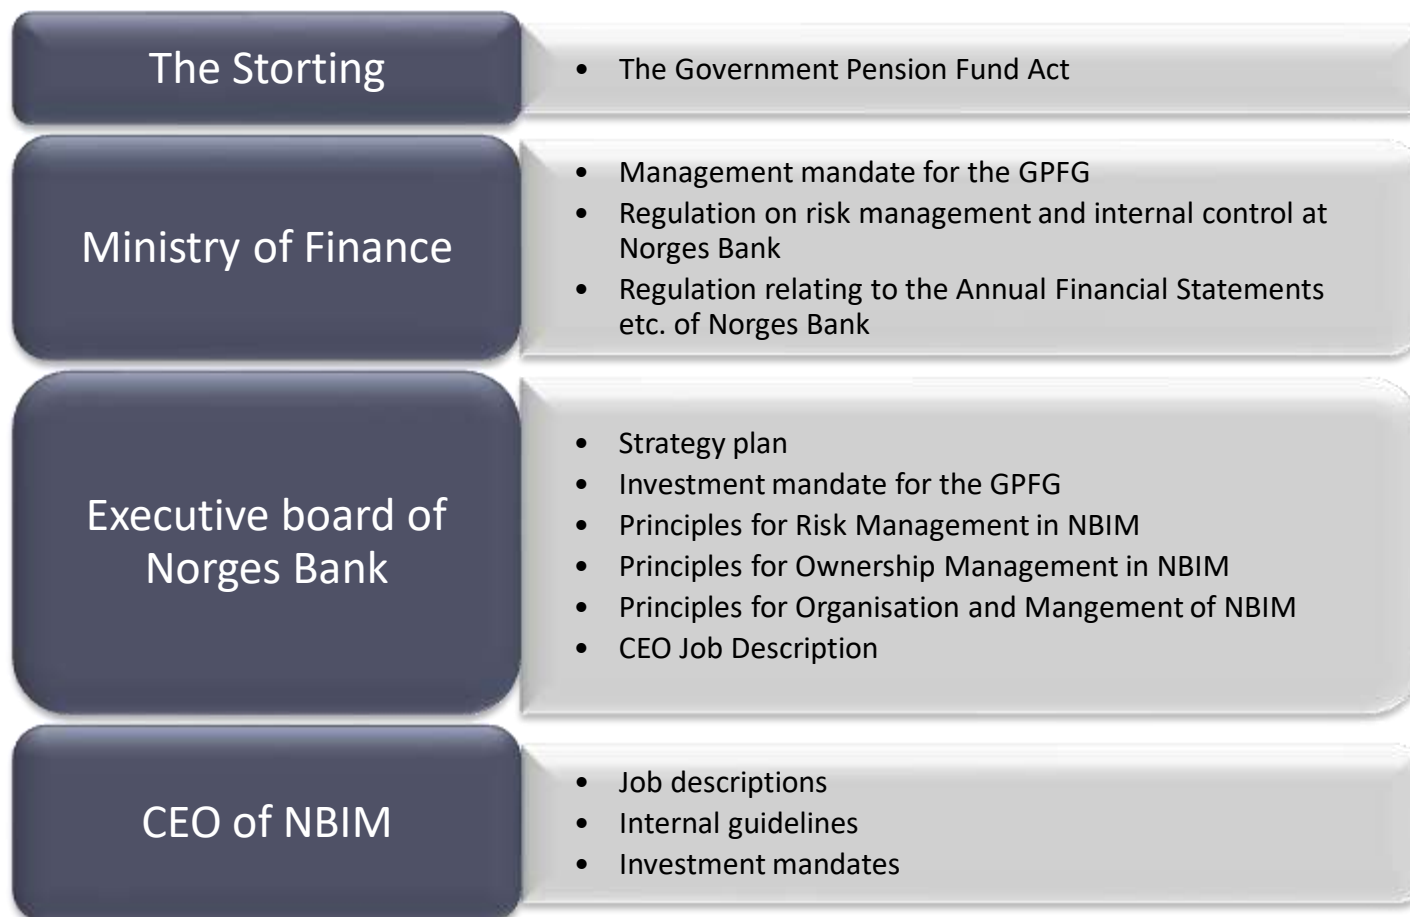 The Storting
• The Government Pension Fund Act
Ministry of Finance
• Management mandate for the GPFG
• Regulation on risk management and internal control at
Norges Bank
• Regulation relating to the Annual Financial Statements
etc. of Norges Bank
Executive board of
Norges Bank
• Strategy plan
• Investment mandate for the GPFG
• Principles for Risk Management in NBIM
• Principles for Ownership Management in NBIM
• Principles for Organisation and Mangement of NBIM
• CEO Job Description
CEO of NBIM
• Job descriptions
• Internal guidelines
• Investment mandates